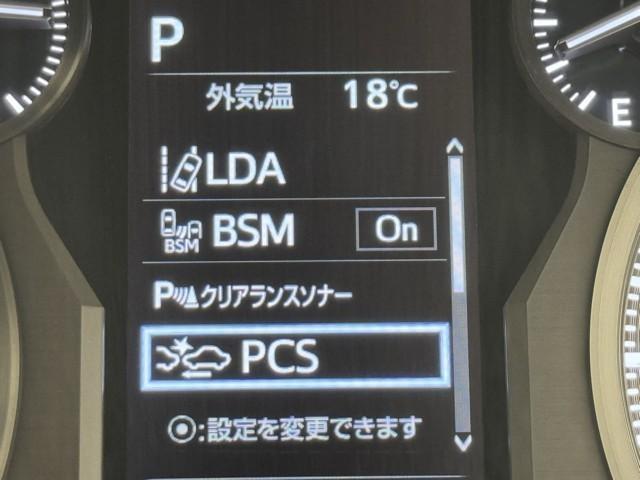 P
外気温 18℃
LDA
BSM BSM On
P クリアランスソナー
PCS
:設定を変更できます
E